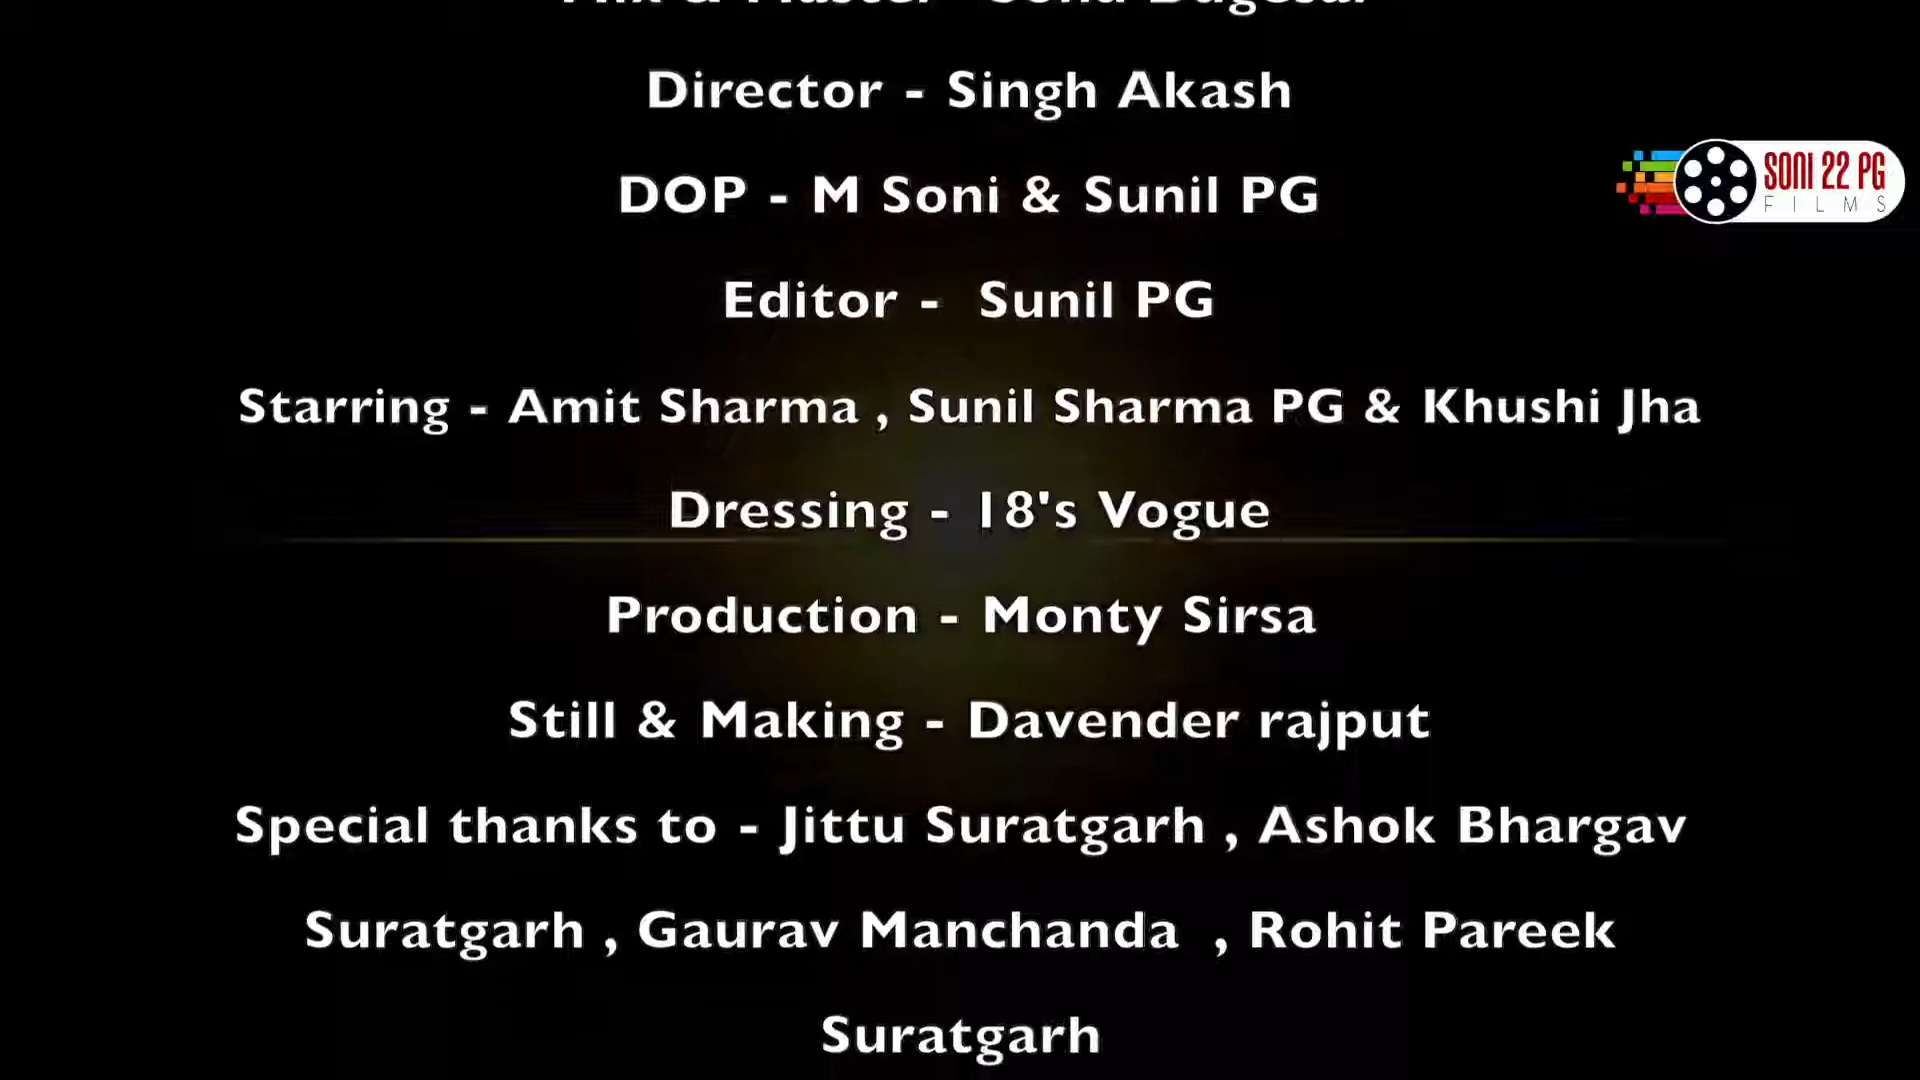 Director - Singh Akash
DOP - M Soni & Sunil PG
SONI 22 PG
FILMS
Editor - Sunil PG
Starring - Amit Sharma , Sunil Sharma PG & Khushi Jha
Dressing - 18's Vogue
Production - Monty Sirsa
Still & Making - Davender rajput
Special thanks to - Jittu Suratgarh , Ashok Bhargav
Suratgarh , Gaurav Manchanda , Rohit Pareek
Suratgarh